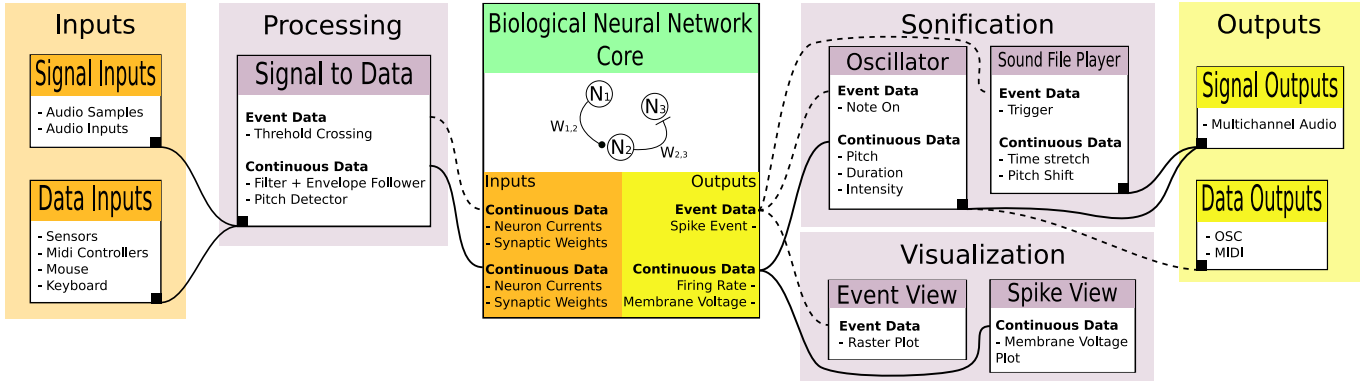 Inputs
Signal Inputs
- Audio Samples
- Audio Inputs
Data Inputs
- Sensors
- Midi Controllers
- Mouse
- Keyboard
Processing
Signal to Data
Event Data
- Threhold Crossing
Continuous Data
- Filter + Envelope Follower
- Pitch Detector
Biological Neural Network
Core
N1
N3
W1,2
N2
W2,3
Inputs
Continuous Data
- Neuron Currents
- Synaptic Weights
Continuous Data
- Neuron Currents
- Synaptic Weights
Outputs
Event Data
Spike Event -
Continuous Data
Firing Rate -
Membrane Voltage -
Sonification
Oscillator
Event Data
- Note On
Continuous Data
- Pitch
- Duration
- Intensity
Sound File Player
Event Data
- Trigger
Continuous Data
- Time stretch
- Pitch Shift
Visualization
Event View
Event Data
- Raster Plot
Spike View
Continuous Data
- Membrane Voltage
Plot
Outputs
Signal Outputs
- Multichannel Audio
Data Outputs
- OSC
- MIDI